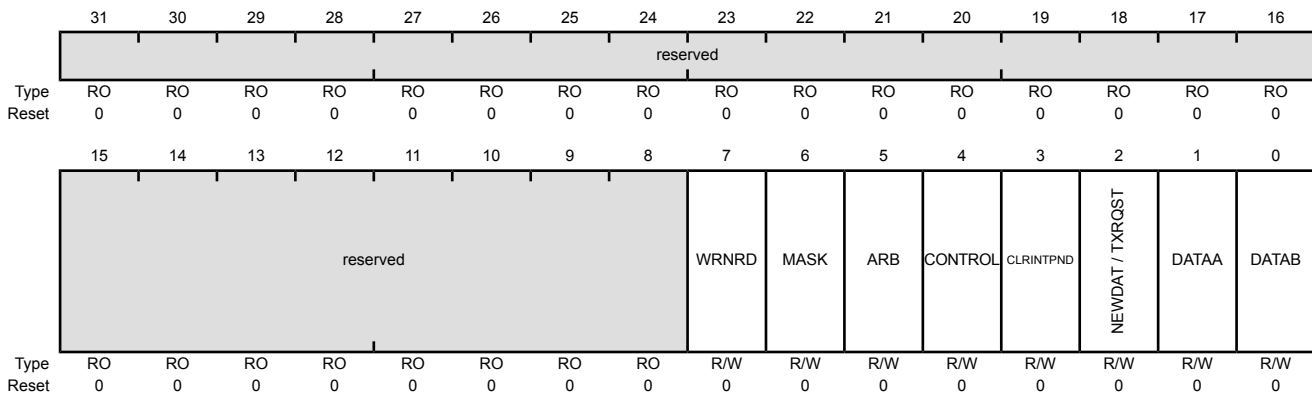 31 30 29 28 27 26 25 24 23 22 21 20 19 18 17 16
reserved
Type RO RO RO RO RO RO RO RO RO RO RO RO RO RO RO RO
Reset 0 0 0 0 0 0 0 0 0 0 0 0 0 0 0 0
15 14 13 12 11 10 9 8 7 6 5 4 3 2 1 0
reserved WRNRD MASK ARB CONTROL CLRINTPND NEWDAT / TXRQST DATAA DATAB
Type RO RO RO RO RO RO RO RO R/W R/W R/W R/W R/W R/W R/W R/W
Reset 0 0 0 0 0 0 0 0 0 0 0 0 0 0 0 0